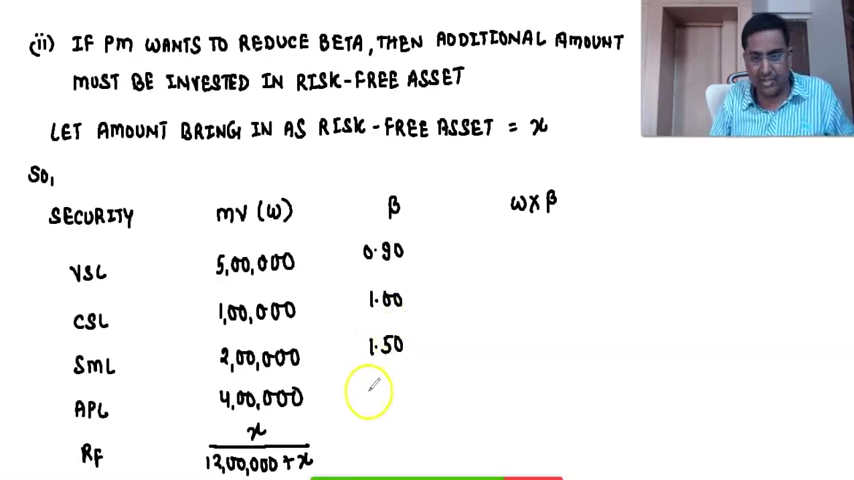 (ii) IF PM WANTS TO REDUCE BETA, THEN ADDITIONAL AMOUNT
MUST BE INVESTED IN RISK-FREE ASSET
LET AMOUNT BRING IN AS RISK-FREE ASSET = x
SO,
SECURITY MV (W) β W X β
VSL 5,00,000 0.90
CSL 1,00,000 1.00
SML 2,00,000 1.50
APL 4,00,000
RF x
12,00,000 + x